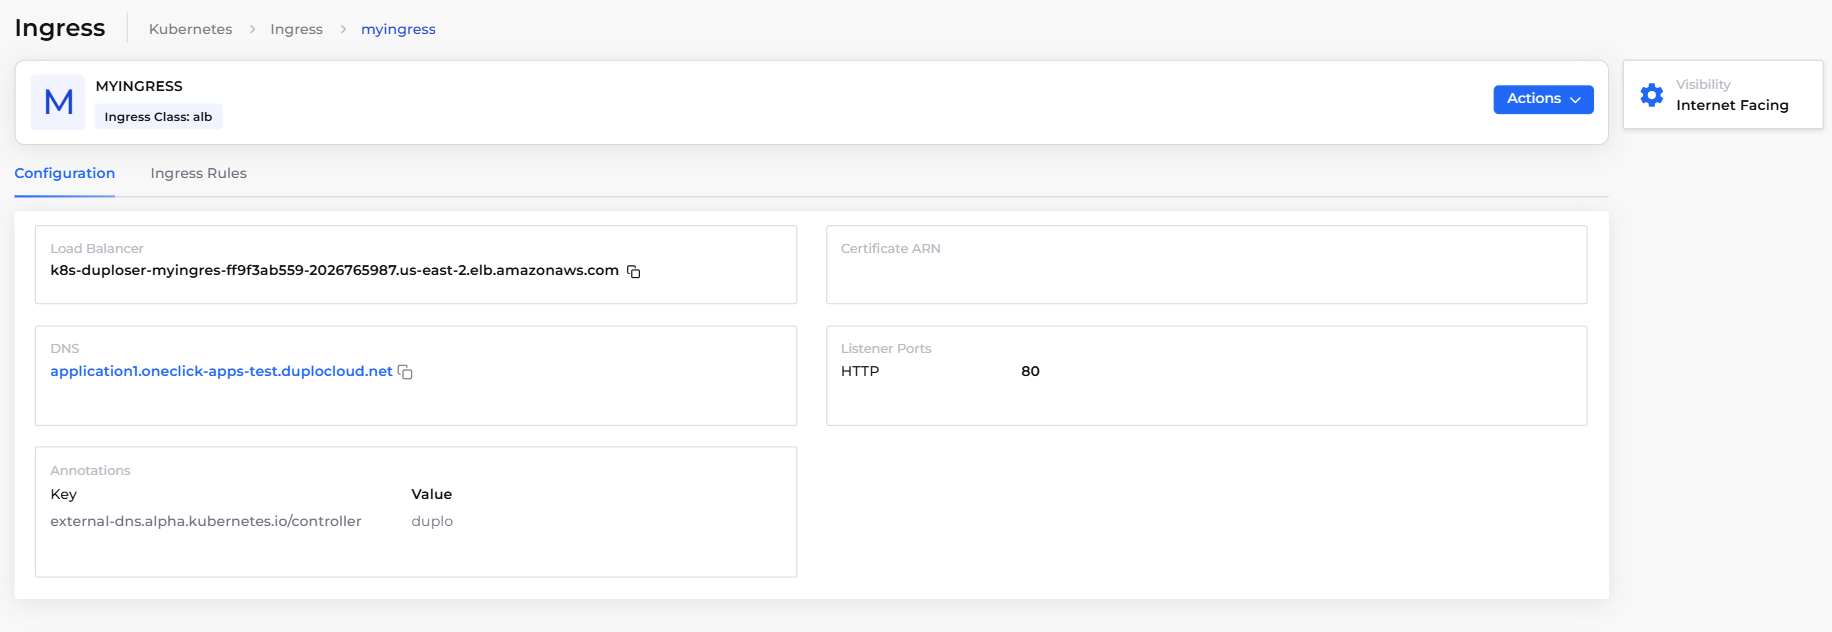 Ingress
Kubernetes > Ingress > myingress
M
MYINGRESS
Ingress Class: alb
Actions
Visibility
Internet Facing
Configuration
Ingress Rules
Load Balancer
k8s-duploser-myingres-ff9f3ab559-2026765987.us-east-2.elb.amazonaws.com
Certificate ARN
DNS
application1.oneclick-apps-test.duplocloud.net
Listener Ports
HTTP 80
Annotations
Key Value
external-dns.alpha.kubernetes.io/controller duplo